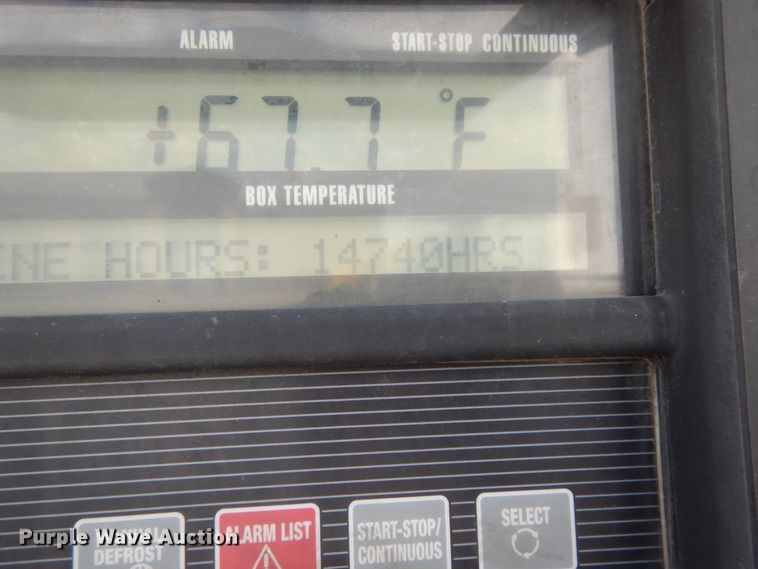 ALARM START-STOP CONTINUOUS
+67.7 °F
BOX TEMPERATURE
INE HOURS: 14740HRS
MANUAL DEFROST
ALARM LIST
START-STOP/
CONTINUOUS
SELECT
Purple Wave Auction